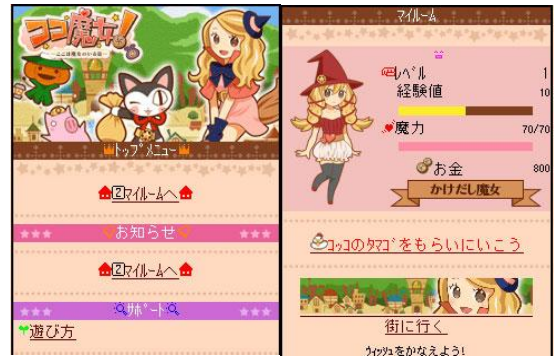 ココ魔女!
トップメニュー
2マイルームへ
お知らせ
2マイルームへ
サポート
遊び方
マイルーム
レベル 1
経験値 10
魔力 70/70
お金 800
かけだし魔女
コッコのタマゴをもらいにいこう
街に行く
ウィッシュをかなえよう!